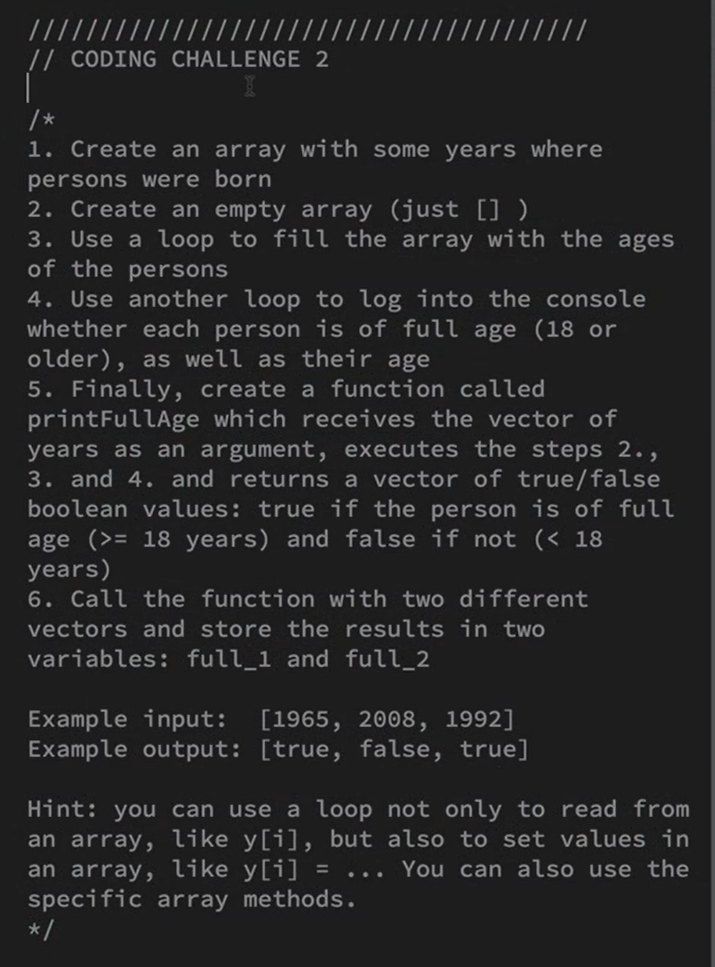 ///////////////////////////////////////
// CODING CHALLENGE 2
/*
1. Create an array with some years where
persons were born
2. Create an empty array (just [] )
3. Use a loop to fill the array with the ages
of the persons
4. Use another loop to log into the console
whether each person is of full age (18 or
older), as well as their age
5. Finally, create a function called
printFullAge which receives the vector of
years as an argument, executes the steps 2.,
3. and 4. and returns a vector of true/false
boolean values: true if the person is of full
age (>= 18 years) and false if not (< 18
years)
6. Call the function with two different
vectors and store the results in two
variables: full_1 and full_2
Example input:  [1965, 2008, 1992]
Example output: [true, false, true]
Hint: you can use a loop not only to read from
an array, like y[i], but also to set values in
an array, like y[i] = ... You can also use the
specific array methods.
*/